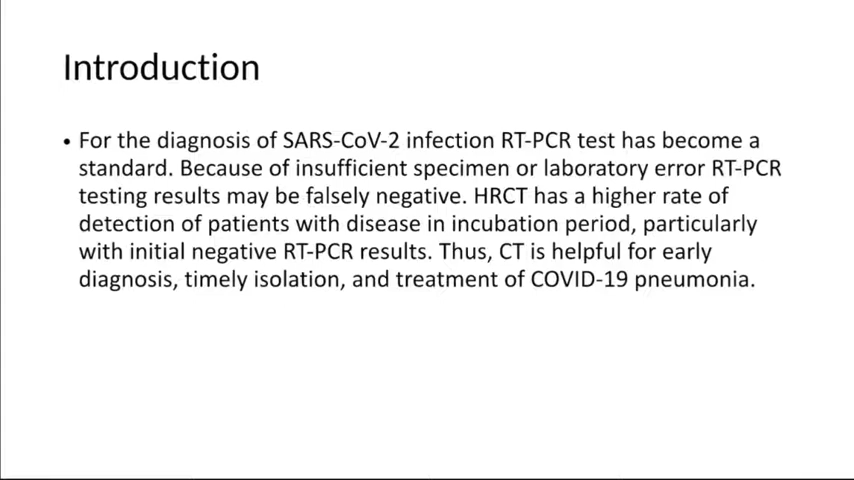 Introduction
• For the diagnosis of SARS-CoV-2 infection RT-PCR test has become a
standard. Because of insufficient specimen or laboratory error RT-PCR
testing results may be falsely negative. HRCT has a higher rate of
detection of patients with disease in incubation period, particularly
with initial negative RT-PCR results. Thus, CT is helpful for early
diagnosis, timely isolation, and treatment of COVID-19 pneumonia.